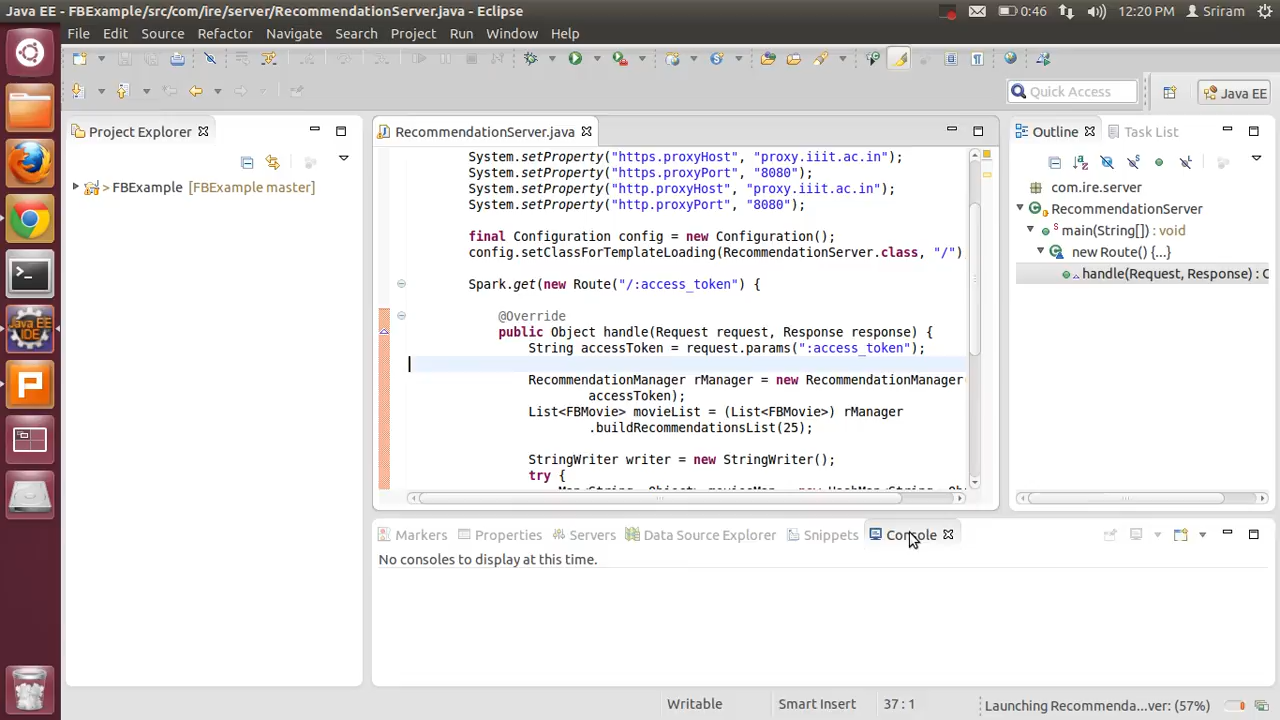 Java EE - FBExample/src/com/ire/server/RecommendationServer.java - Eclipse
0:46
12:20 PM
Sriram
File Edit Source Refactor Navigate Search Project Run Window Help
Quick Access
Java EE
Project Explorer
FBExample [FBExample master]
RecommendationServer.java
System.setProperty("https.proxyHost", "proxy.iiit.ac.in");
System.setProperty("https.proxyPort", "8080");
System.setProperty("http.proxyHost", "proxy.iiit.ac.in");
System.setProperty("http.proxyPort", "8080");
final Configuration config = new Configuration();
config.setClassForTemplateLoading(RecommendationServer.class, "/")
Spark.get(new Route("/:access_token") {
@Override
public Object handle(Request request, Response response) {
String accessToken = request.params(":access_token");
RecommendationManager rManager = new RecommendationManager(
accessToken);
List<FBMovie> movieList = (List<FBMovie>) rManager
.buildRecommendationsList(25);
StringWriter writer = new StringWriter();
try {
Outline
Task List
com.ire.server
RecommendationServer
main(String[]) : void
new Route() {...}
handle(Request, Response) : O
Markers
Properties
Servers
Data Source Explorer
Snippets
Console
No consoles to display at this time.
Writable
Smart Insert
37 : 1
Launching Recommenda...ver: (57%)
JavaEE
IDE